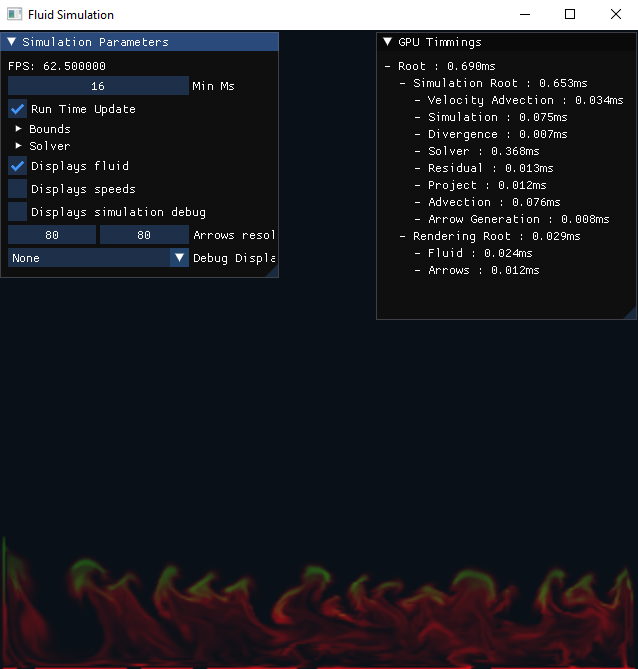 Fluid Simulation
Simulation Parameters
FPS: 62.500000
16 Min Ms
Run Time Update
Bounds
Solver
Displays fluid
Displays speeds
Displays simulation debug
80 80 Arrows resol
None Debug Displa
GPU Timmings
- Root : 0.690ms
- Simulation Root : 0.653ms
- Velocity Advection : 0.034ms
- Simulation : 0.075ms
- Divergence : 0.007ms
- Solver : 0.368ms
- Residual : 0.013ms
- Project : 0.012ms
- Advection : 0.076ms
- Arrow Generation : 0.008ms
- Rendering Root : 0.029ms
- Fluid : 0.024ms
- Arrows : 0.012ms